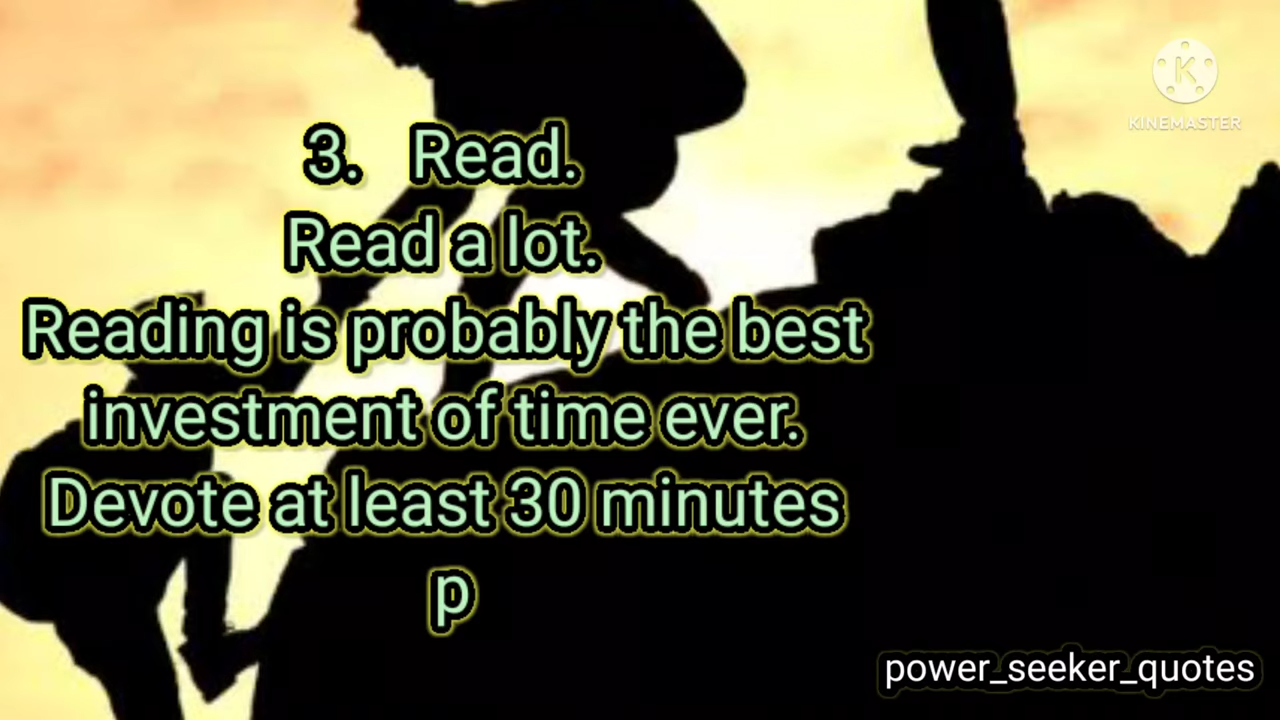 3. Read.
Read a lot.
Reading is probably the best
investment of time ever.
Devote at least 30 minutes
p
KINEMASTER
power_seeker_quotes